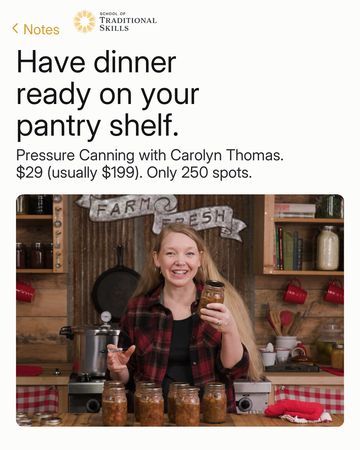 SCHOOL OF
TRADITIONAL
SKILLS
Notes
Have dinner
ready on your
pantry shelf.
Pressure Canning with Carolyn Thomas.
$29 (usually $199). Only 250 spots.
FARM
FRESH